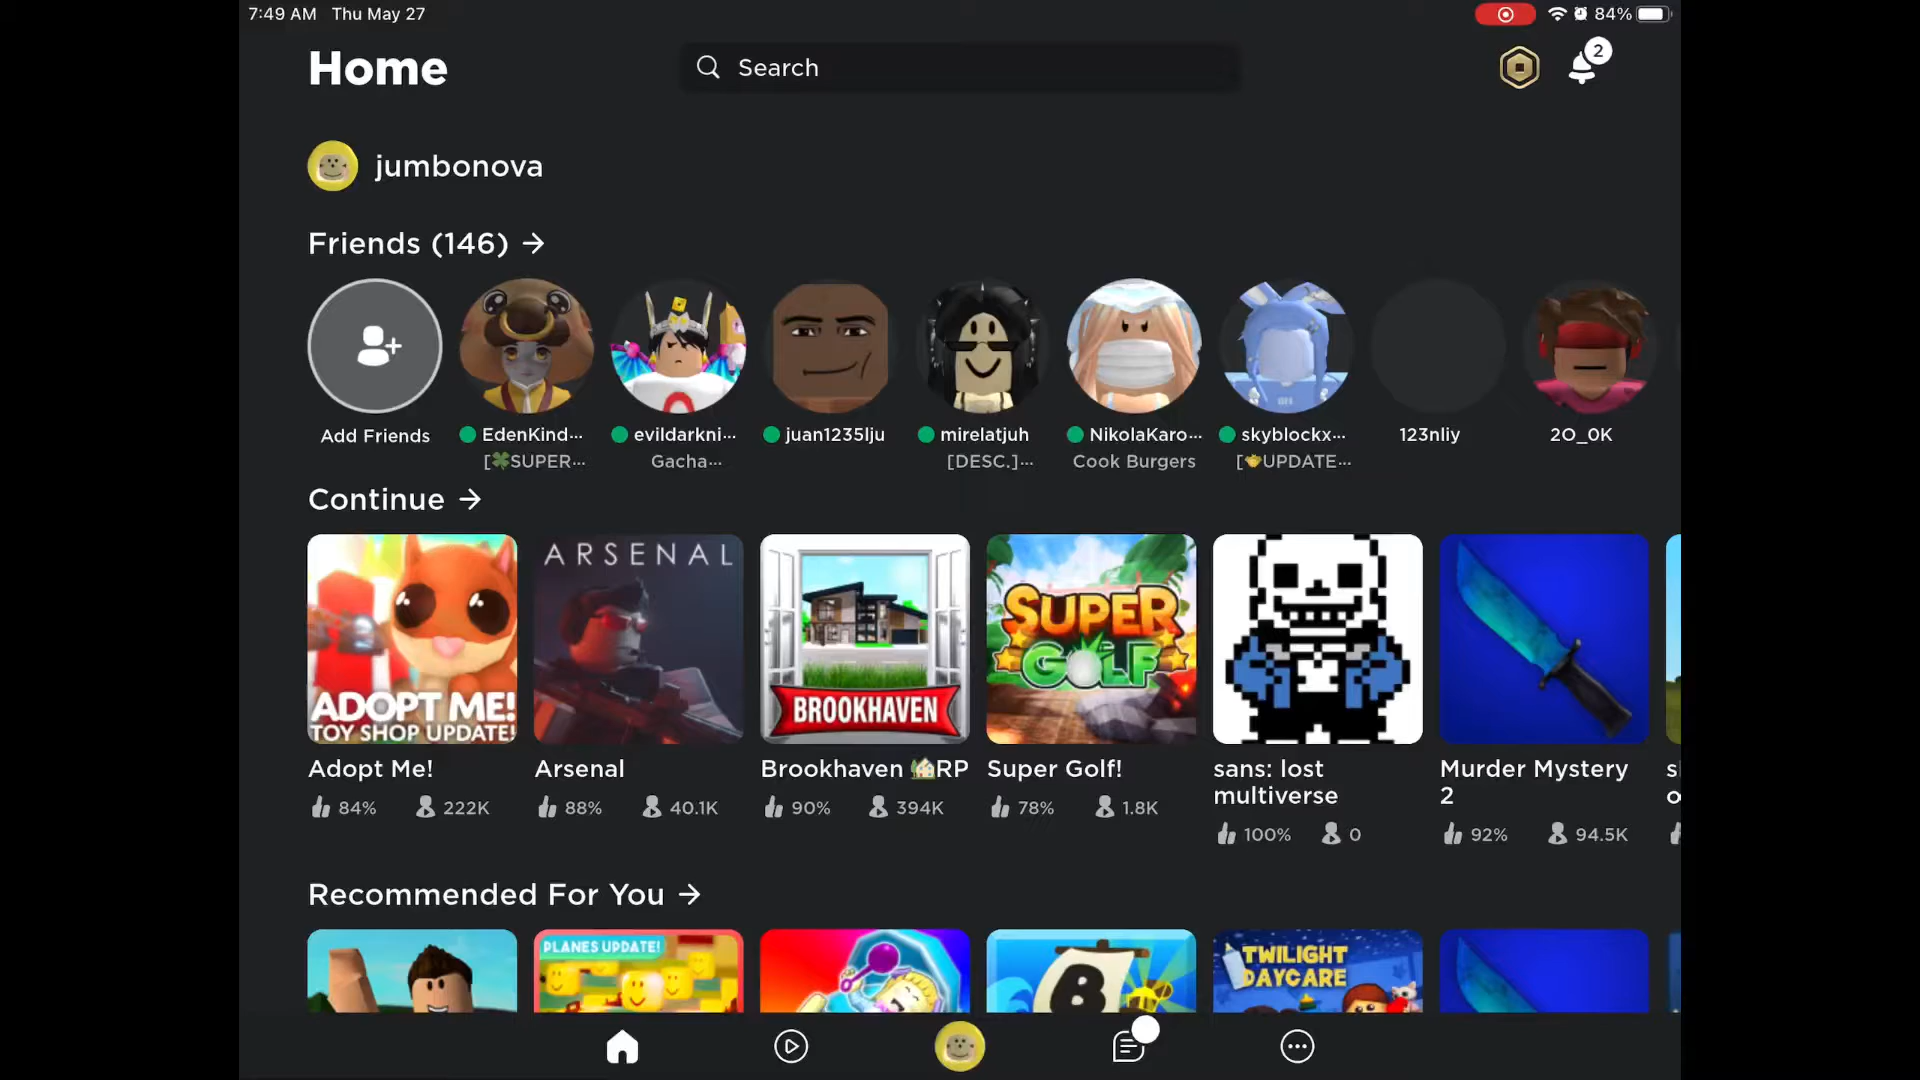 7:49 AM Thu May 27
84%
Home
Search
2
jumbonova
Friends (146) →
Add Friends
EdenKind...
evildarkni...
juan1235lju
mirelatjuh
NikolaKaro...
skyblockx...
123nliy
2O_0K
[🍀SUPER...
Gacha...
[DESC.]...
Cook Burgers
[UPDATE...
Continue →
ADOPT ME!
TOY SHOP UPDATE!
ARSENAL
BROOKHAVEN
SUPER
GOLF
Adopt Me!
Arsenal
Brookhaven 🏡RP
Super Golf!
sans: lost
multiverse
Murder Mystery
2
84% 222K
88% 40.1K
90% 394K
78% 1.8K
100% 0
92% 94.5K
Recommended For You →
PLANES UPDATE!
B
TWILIGHT
DAYCARE